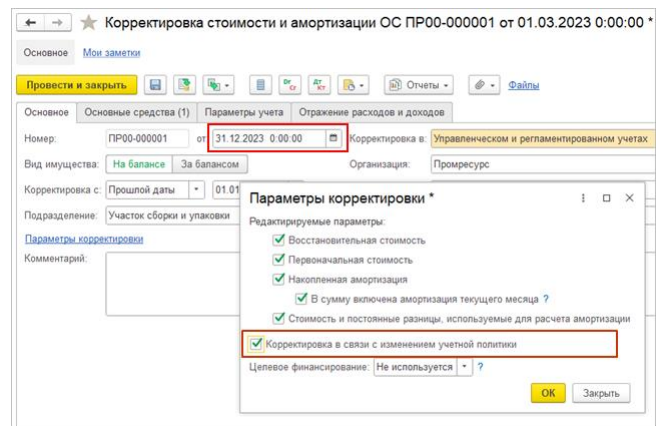 Корректировка стоимости и амортизации ОС ПР00-000001 от 01.03.2023 0:00:00 *
Основное Мои заметки
Провести и закрыть Dr Cr Дт Кт Отчеты Файлы
Основное Основные средства (1) Параметры учета Отражение расходов и доходов
Номер: ПР00-000001 от 31.12.2023 0:00:00 Корректировка в: Управленческом и регламентированном учетах
Вид имущества: На балансе За балансом Организация: Промресурс
Корректировка с: Прошлой даты 01.01
Подразделение: Участок сборки и упаковки
Параметры корректировки
Комментарий:
Параметры корректировки *
Редактируемые параметры:
Восстановительная стоимость
Первоначальная стоимость
Накопленная амортизация
В сумму включена амортизация текущего месяца ?
Стоимость и постоянные разницы, используемые для расчета амортизации
Корректировка в связи с изменением учетной политики
Целевое финансирование: Не используется ?
ОК Закрыть